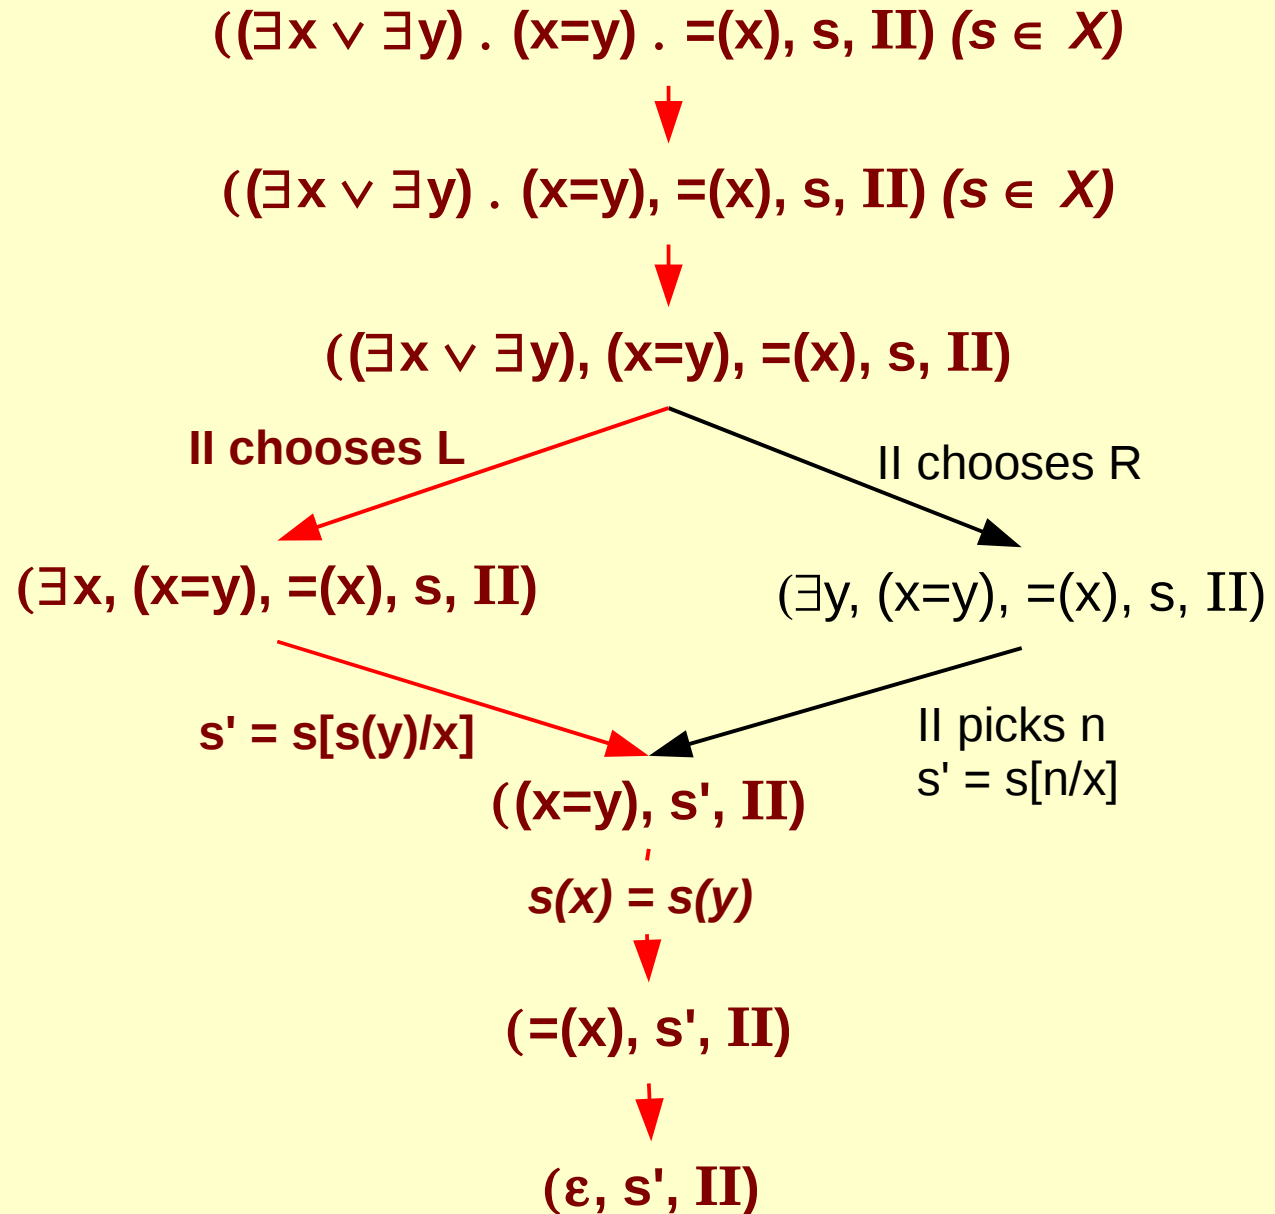 ((∃x ∨ ∃y) . (x=y) . =(x), s, II) (s ∈ X)
((∃x ∨ ∃y) . (x=y), =(x), s, II) (s ∈ X)
((∃x ∨ ∃y), (x=y), =(x), s, II)
II chooses L
II chooses R
(∃x, (x=y), =(x), s, II)
(∃y, (x=y), =(x), s, II)
s' = s[s(y)/x]
II picks n
s' = s[n/x]
((x=y), s', II)
s(x) = s(y)
(=(x), s', II)
(ε, s', II)